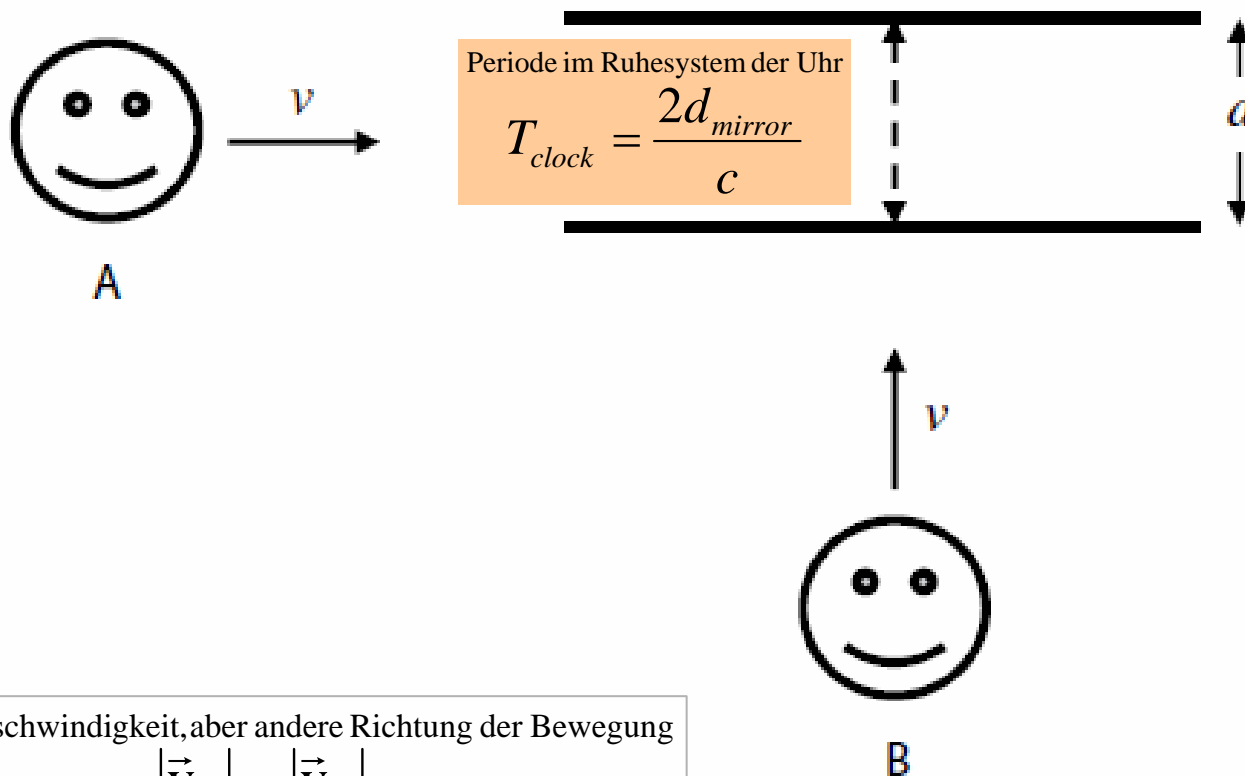 v
Periode im Ruhesystem der Uhr
T_clock = 2d_mirror / c
A
v
schwindigkeit, aber andere Richtung der Bewegung
B